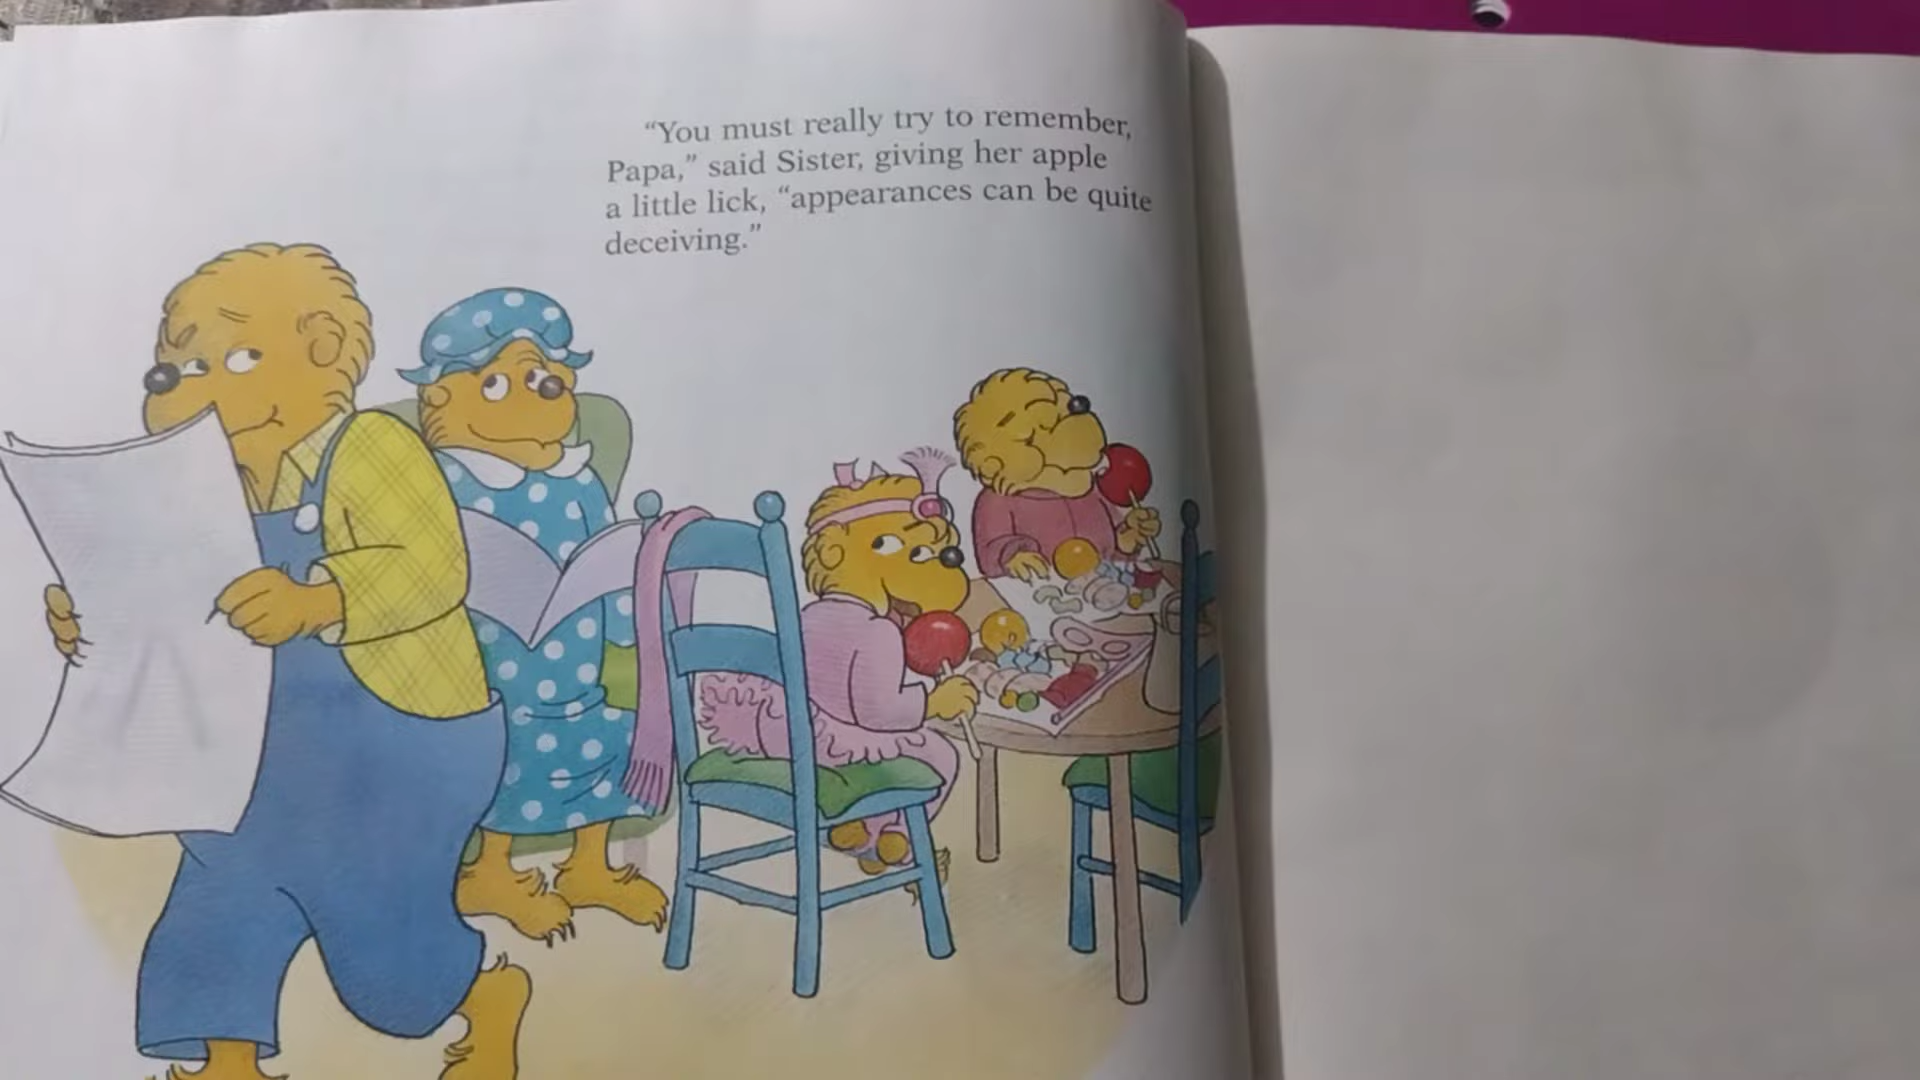 “You must really try to remember,
Papa,” said Sister, giving her apple
a little lick, “appearances can be quite
deceiving.”